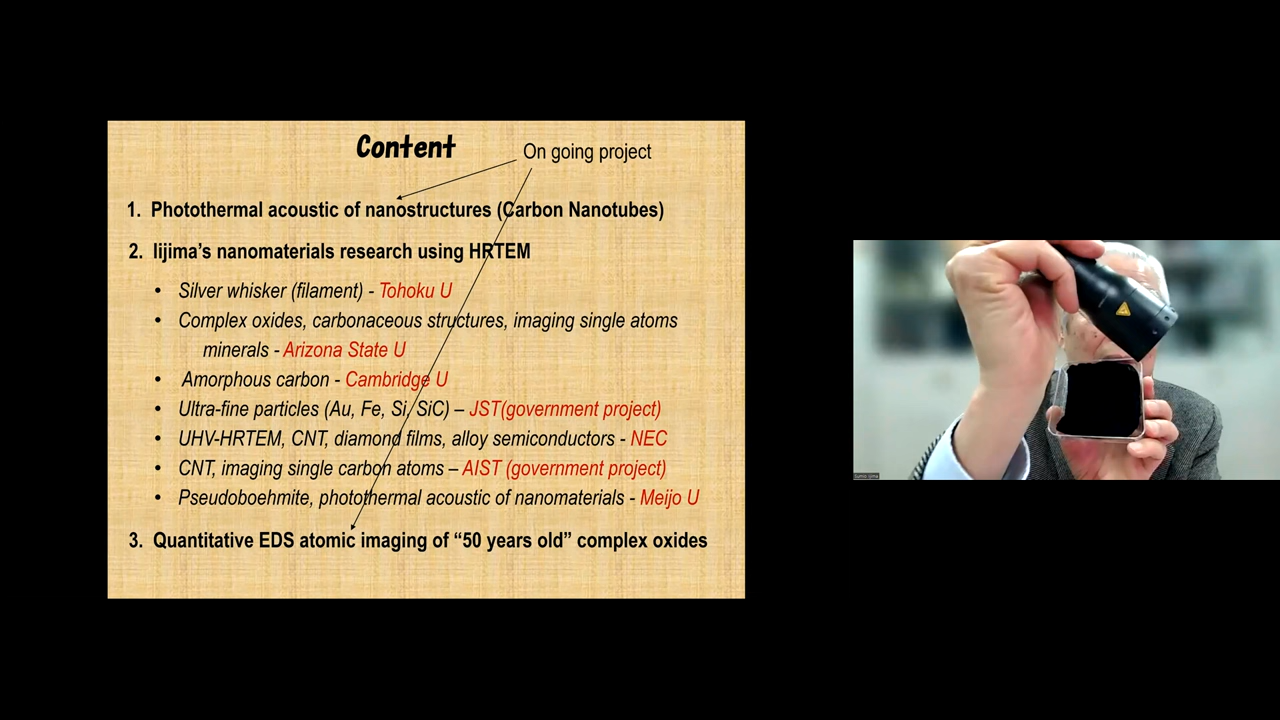 Content
On going project
1. Photothermal acoustic of nanostructures (Carbon Nanotubes)
2. Iijima's nanomaterials research using HRTEM
• Silver whisker (filament) - Tohoku U
• Complex oxides, carbonaceous structures, imaging single atoms
minerals - Arizona State U
• Amorphous carbon - Cambridge U
• Ultra-fine particles (Au, Fe, Si, SiC) – JST(government project)
• UHV-HRTEM, CNT, diamond films, alloy semiconductors - NEC
• CNT, imaging single carbon atoms – AIST (government project)
• Pseudoboehmite, photothermal acoustic of nanomaterials - Meijo U
3. Quantitative EDS atomic imaging of “50 years old” complex oxides